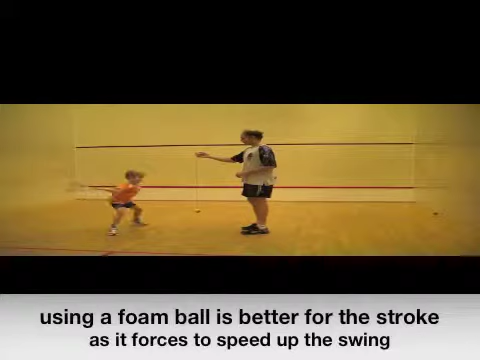 using a foam ball is better for the stroke
as it forces to speed up the swing